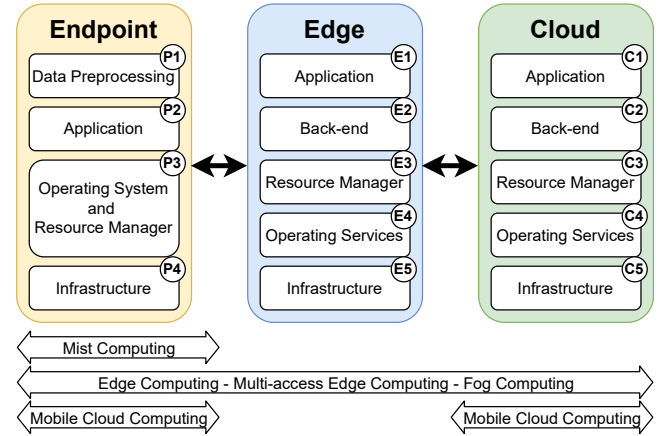 Endpoint
P1
Data Preprocessing
P2
Application
P3
Operating System
and
Resource Manager
P4
Infrastructure
Edge
E1
Application
E2
Back-end
E3
Resource Manager
E4
Operating Services
E5
Infrastructure
Cloud
C1
Application
C2
Back-end
C3
Resource Manager
C4
Operating Services
C5
Infrastructure
Mist Computing
Edge Computing - Multi-access Edge Computing - Fog Computing
Mobile Cloud Computing
Mobile Cloud Computing